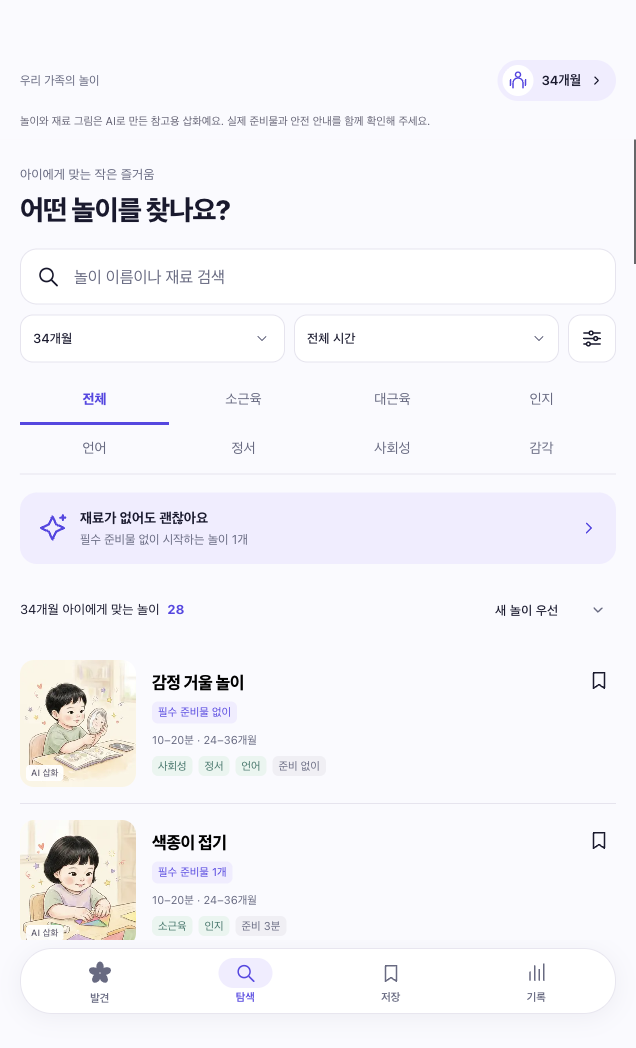 우리 가족의 놀이
34개월
놀이와 재료 그림은 AI로 만든 참고용 삽화예요. 실제 준비물과 안전 안내를 함께 확인해 주세요.
아이에게 맞는 작은 즐거움
어떤 놀이를 찾나요?
놀이 이름이나 재료 검색
34개월
전체 시간
전체 소근육 대근육 인지
언어 정서 사회성 감각
재료가 없어도 괜찮아요
필수 준비물 없이 시작하는 놀이 1개
34개월 아이에게 맞는 놀이 28
새 놀이 우선
감정 거울 놀이
필수 준비물 없이
10–20분 · 24–36개월
사회성 정서 언어 준비 없이
AI 삽화
색종이 접기
필수 준비물 1개
10–20분 · 24–36개월
소근육 인지 준비 3분
AI 삽화
발견 탐색 저장 기록